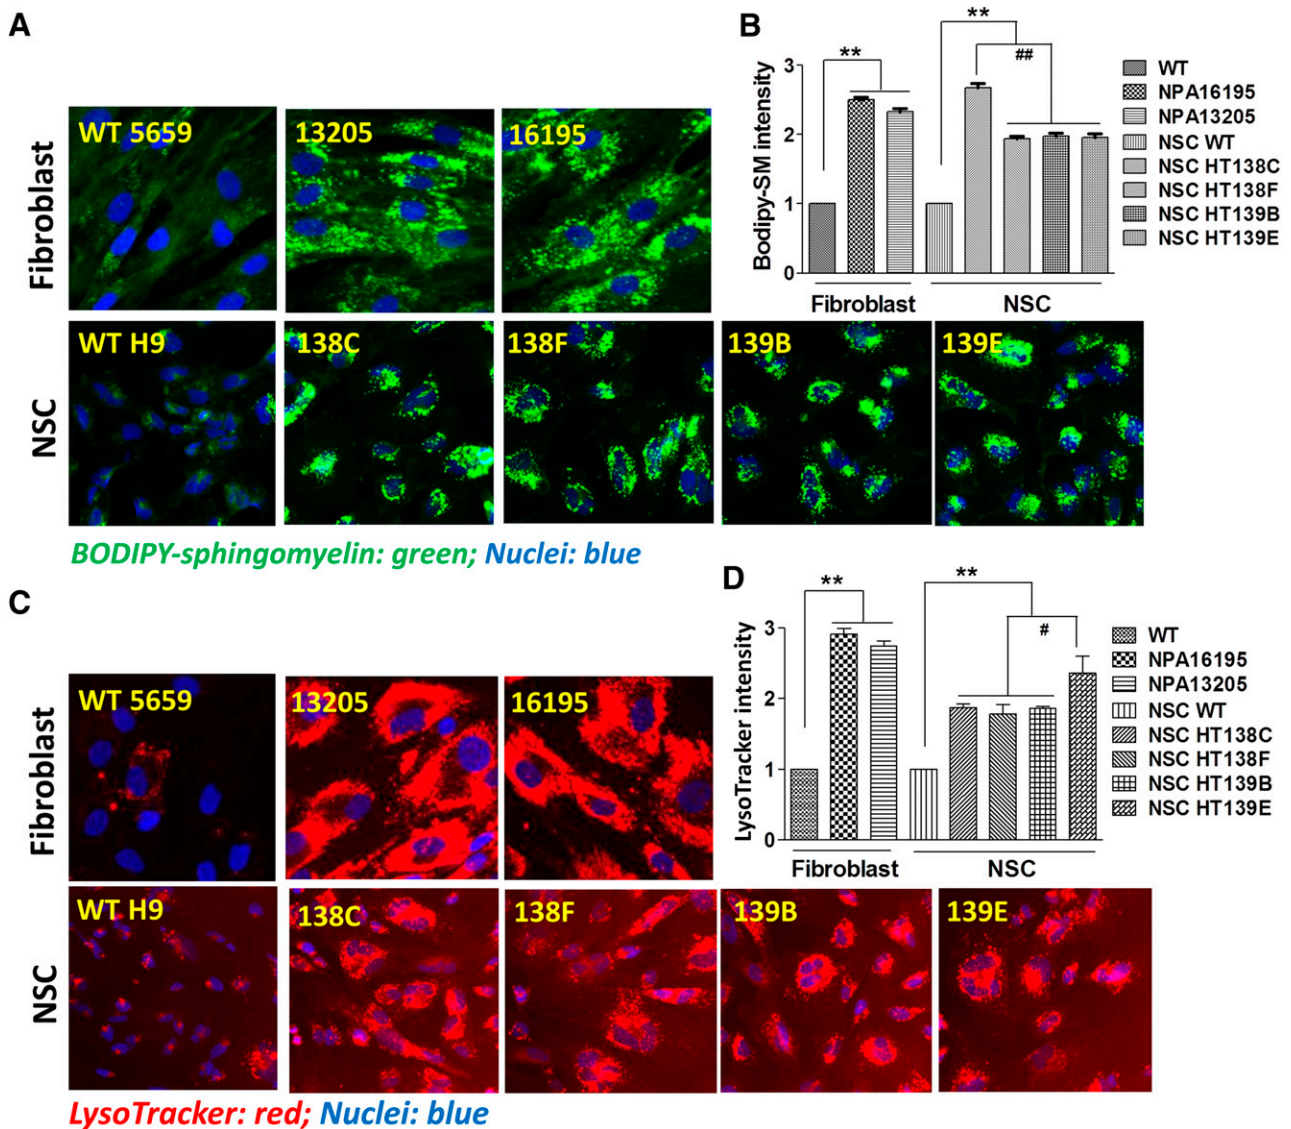 A
Fibroblast
WT 5659
13205
16195
NSC
WT H9
138C
138F
139B
139E
BODIPY-sphingomyelin: green; Nuclei: blue
B
Bodipy-SM intensity
3
2
1
0
**
**
##
Fibroblast
NSC
WT
NPA16195
NPA13205
NSC WT
NSC HT138C
NSC HT138F
NSC HT139B
NSC HT139E
C
Fibroblast
WT 5659
13205
16195
NSC
WT H9
138C
138F
139B
139E
LysoTracker: red; Nuclei: blue
D
LysoTracker intensity
3
2
1
0
**
**
#
Fibroblast
NSC
WT
NPA16195
NPA13205
NSC WT
NSC HT138C
NSC HT138F
NSC HT139B
NSC HT139E